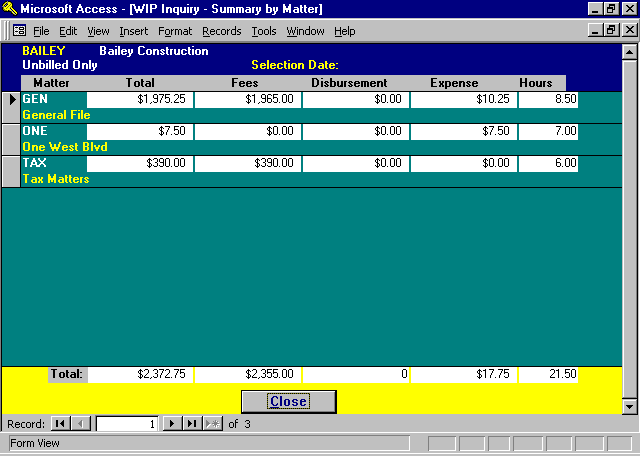 Microsoft Access - [WIP Inquiry - Summary by Matter]
File Edit View Insert Format Records Tools Window Help
BAILEY Bailey Construction
Unbilled Only Selection Date:
Matter Total Fees Disbursement Expense Hours
GEN $1,975.25 $1,965.00 $0.00 $10.25 8.50
General File
ONE $7.50 $0.00 $0.00 $7.50 7.00
One West Blvd
TAX $390.00 $390.00 $0.00 $0.00 6.00
Tax Matters
Total: $2,372.75 $2,355.00 0 $17.75 21.50
Close
Record: 1 of 3
Form View